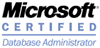 Microsoft®
CERTIFIED
Database Administrator